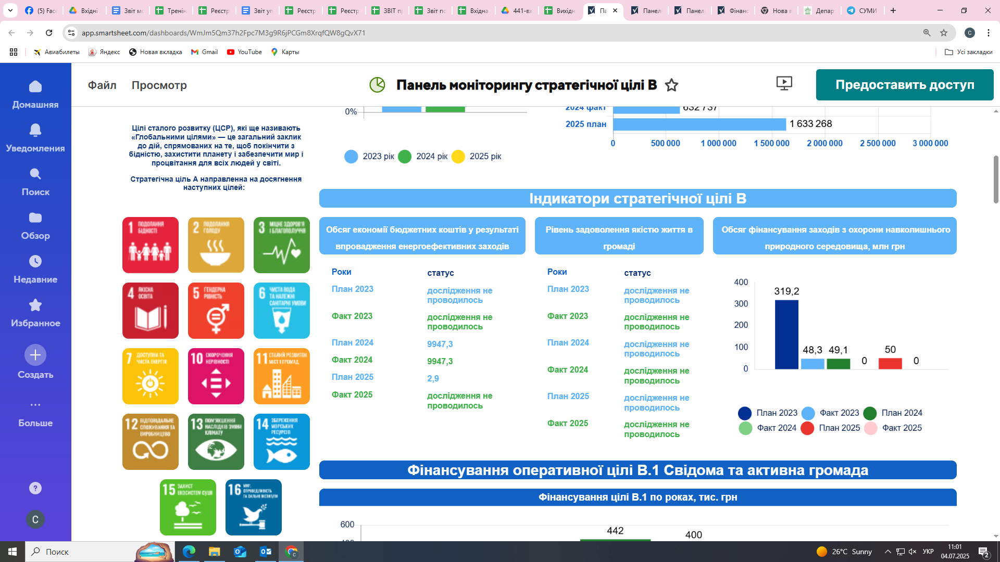 (5) Face
Вхідні
Звіт мо
Тренін
Реєстр
Звіт уп
Реєстр
Реєстр
ЗВІТ п
Звіт по
Вхідна
441-вх
Вихідн
Па
Панел
Панел
Фінанс
Нова в
Депар
СУМИ
app.smartsheet.com/dashboards/WmJm5Qm37h2Fpc7M3g9R6jPCGm8XrqfQW8gQvX71
C
Авиабилеты
Яндекс
Новая вкладка
Gmail
YouTube
Карты
Усі закладки
Файл
Просмотр
Панель моніторингу стратегічної цілі В
Предоставить доступ
Домашняя
Уведомления
Поиск
Обзор
Недавние
Избранное
Создать
Больше
?
C
Цілі сталого розвитку (ЦСР), які ще називають
«Глобальними цілями» — це загальний заклик
до дій, спрямованих на те, щоб покінчити з
бідністю, захистити планету і забезпечити мир і
процвітання для всіх людей у світі.
Стратегічна ціль А направленна на досягнення
наступних цілей:
1 ПОДОЛАННЯ
БІДНОСТІ
2 ПОДОЛАННЯ
ГОЛОДУ
3 МІЦНЕ ЗДОРОВ'Я
І БЛАГОПОЛУЧЧЯ
4 ЯКІСНА
ОСВІТА
5 ГЕНДЕРНА
РІВНІСТЬ
6 ЧИСТА ВОДА
ТА НАЛЕЖНІ
САНІТАРНІ УМОВИ
7 ДОСТУПНА ТА
ЧИСТА ЕНЕРГІЯ
10 СКОРОЧЕННЯ
НЕРІВНОСТІ
11 СТАЛИЙ РОЗВИТОК
МІСТ І ГРОМАД
12 ВІДПОВІДАЛЬНЕ
СПОЖИВАННЯ ТА
ВИРОБНИЦТВО
13 ПОМ'ЯКШЕННЯ
НАСЛІДКІВ ЗМІНИ
КЛІМАТУ
14 ЗБЕРЕЖЕННЯ
МОРСЬКИХ
РЕСУРСІВ
15 ЗАХИСТ
ЕКОСИСТЕМ СУШІ
16 МИР,
СПРАВЕДЛИВІСТЬ
ТА СИЛЬНІ ІНСТИТУТИ
0%
2023 рік
2024 рік
2025 рік
2024 факт
632 737
2025 план
1 633 268
0
500 000
1 000 000
1 500 000
2 000 000
2 500 000
3 000 000
Індикатори стратегічної цілі В
Обсяг економії бюджетних коштів у результаті
впровадження енергоефективних заходів
Роки
статус
План 2023
дослідження не
проводилось
Факт 2023
дослідження не
проводилось
План 2024
9947,3
Факт 2024
9947,3
План 2025
2,9
Факт 2025
дослідження не
проводилось
Рівень задоволення якістю життя в
громаді
Роки
статус
План 2023
дослідження не
проводилось
Факт 2023
дослідження не
проводилось
План 2024
дослідження не
проводилось
Факт 2024
дослідження не
проводилось
План 2025
дослідження не
проводилось
Факт 2025
дослідження не
проводилось
Обсяг фінансування заходів з охорони навколишнього
природного середовища, млн грн
400
300
200
100
0
319,2
48,3
49,1
0
50
0
План 2023
Факт 2023
План 2024
Факт 2024
План 2025
Факт 2025
Фінансування оперативної цілі В.1 Свідома та активна громада
Фінансування цілі В.1 по роках, тис. грн
600
442
400
Поиск
26°C Sunny
УКР
11:01
04.07.2025
2